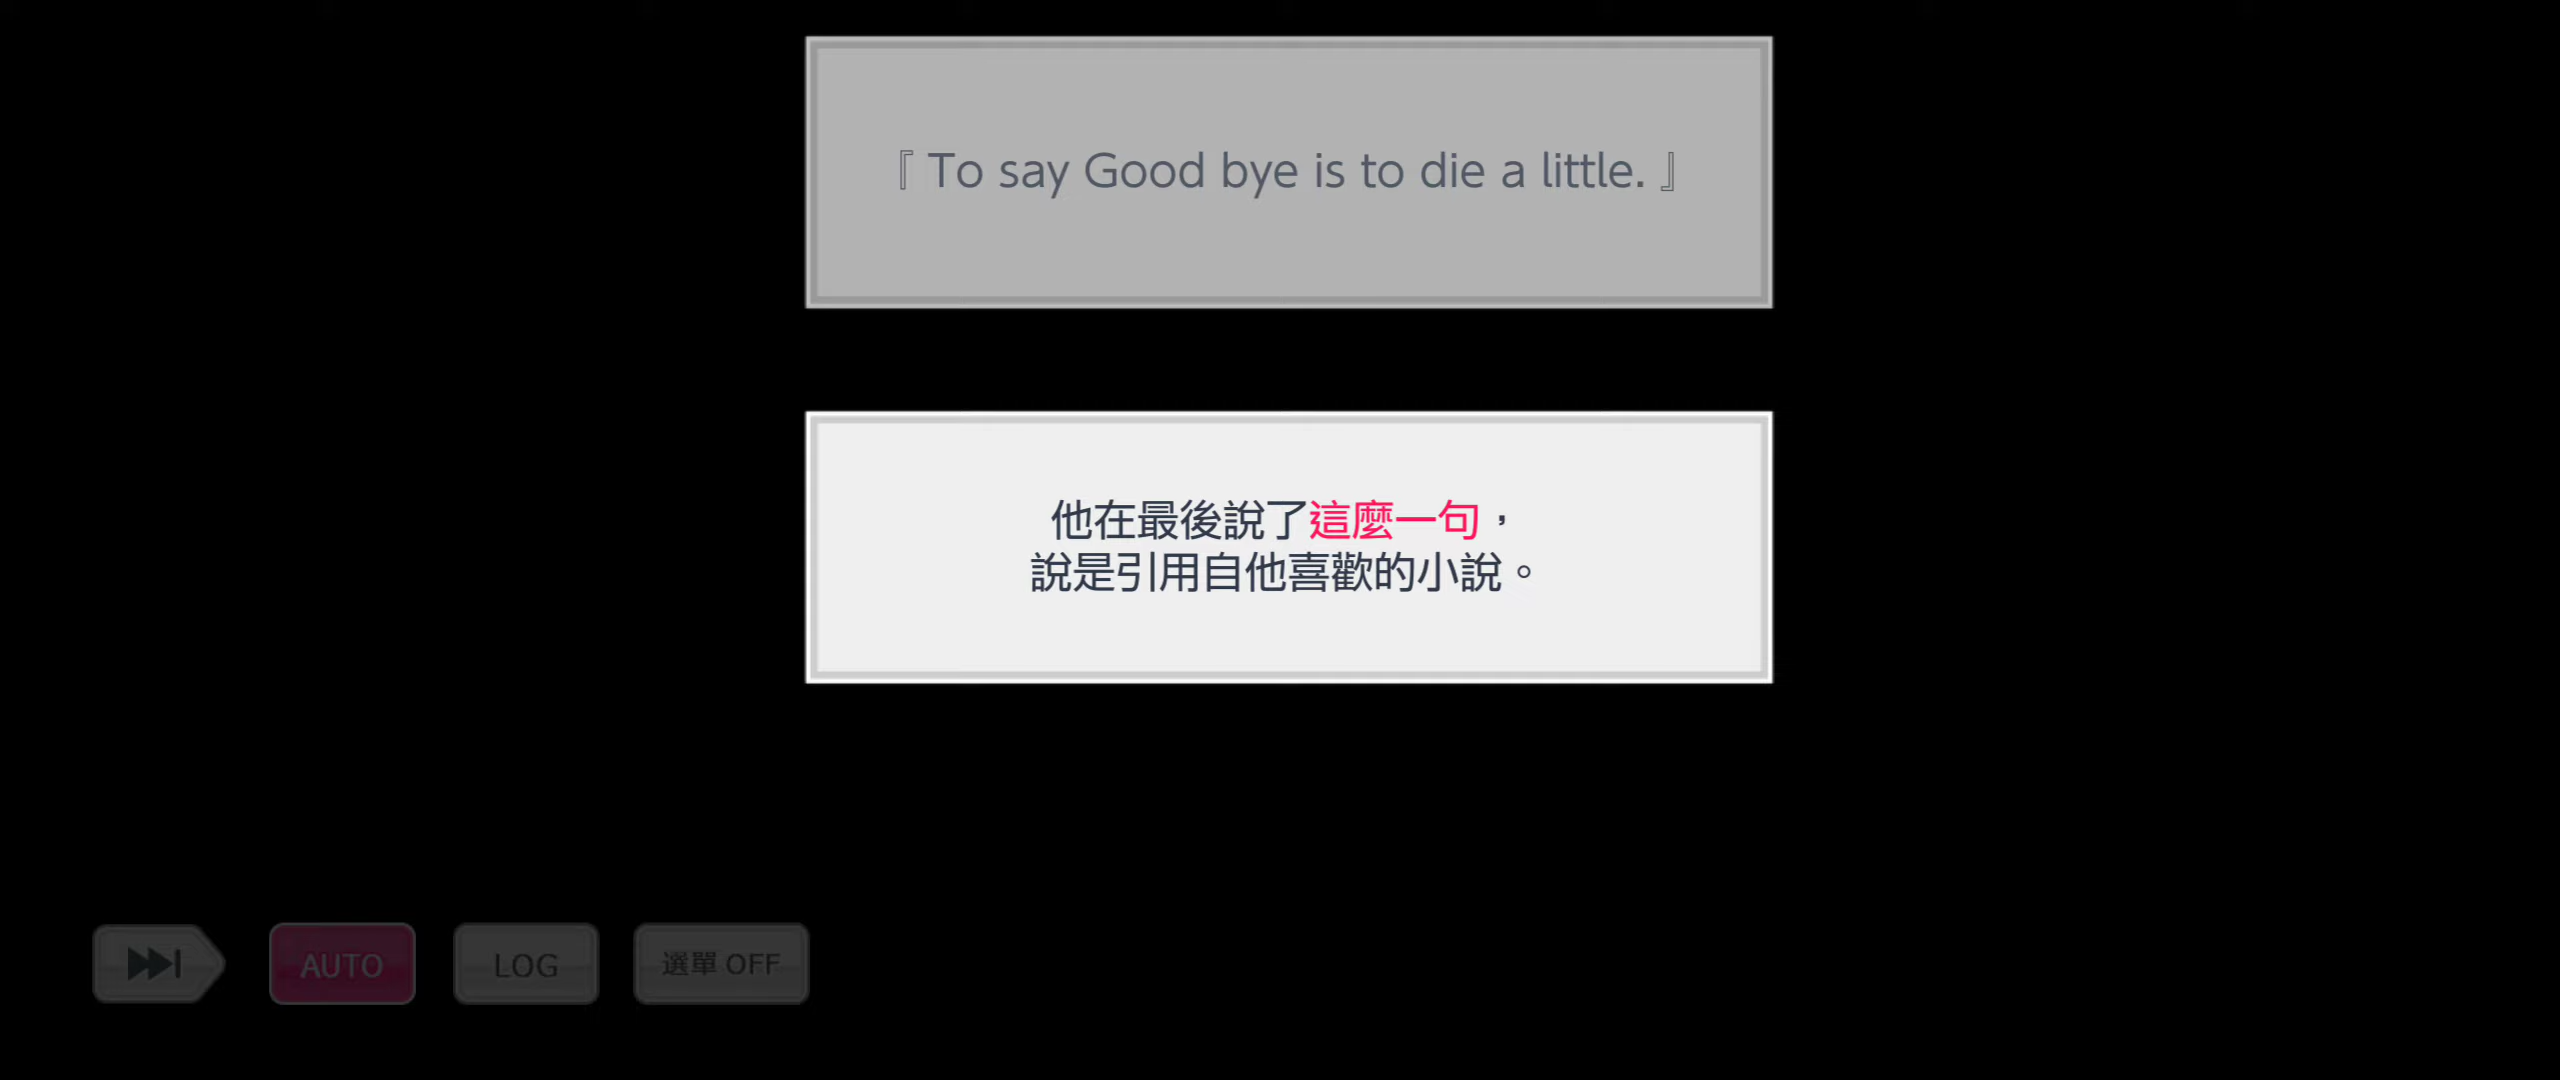 『 To say Good bye is to die a little. 』
他在最後說了這麼一句，
說是引用自他喜歡的小說。
AUTO
LOG
選單 OFF